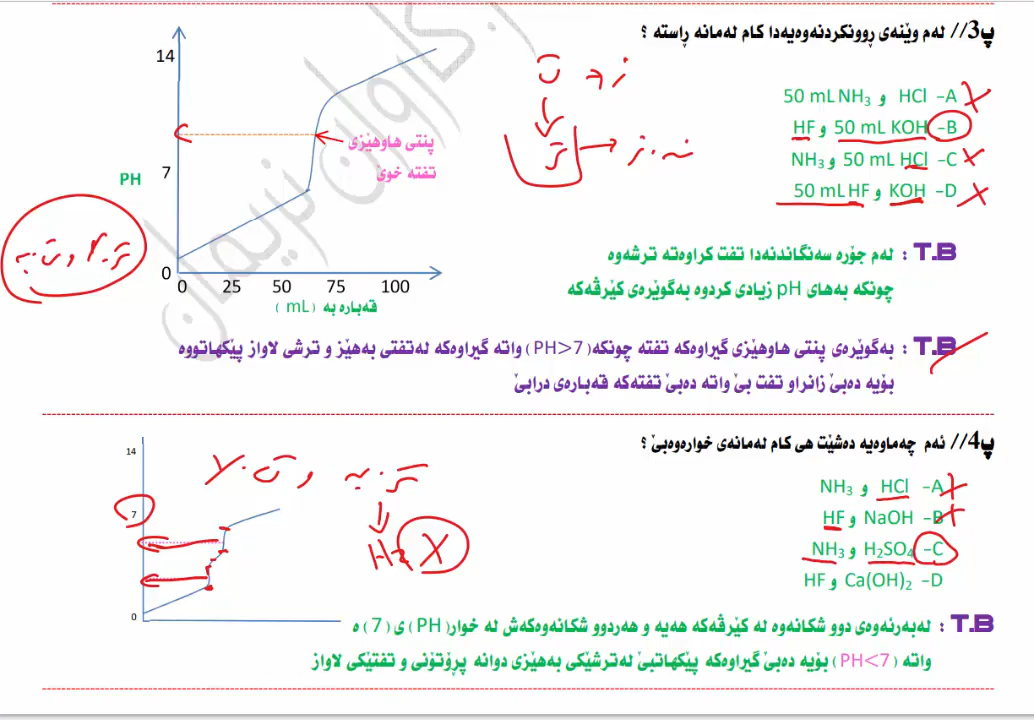 پ3// لەم وێنەی ڕوونکردنەوەیەدا کام لەمانە ڕاستە ؟
A- HCl و 50 mL NH₃
B- 50 mL KOH و HF
C- 50 mL HCl و NH₃
D- KOH و 50 mL HF
14
7
0
PH
0 25 50 75 100
قەبارە بە ( mL )
پنتی هاوهێزی
تفتە خوێ
T.B : لەم جۆرە سەنگاندنەدا تفت کراوەتە ترشەوە
چونکە بەهای pH زیادی کردوە بەگوێرەی کێرڤەکە
T.B : بەگوێرەی پنتی هاوهێزی گیراوەکە تفتە چونکە(PH>7) واتە گیراوەکە لەتفتی بەهێز و ترشی لاواز پێکهاتووە
بۆیە دەبێ زانراو تفت بێ واتە دەبێ تفتەکە قەبارەی درابێ
پ4// ئەم چەماوەیە دەشێت هی کام لەمانەی خوارەوەبێ ؟
A- HCl و NH₃
B- NaOH و HF
C- H₂SO₄ و NH₃
D- Ca(OH)₂ و HF
14
7
0
H₂ X
T.B : لەبەرئەوەی دوو شکانەوە لە کێرڤەکە هەیە و هەردوو شکانەوەکەش لە خوار( PH ) ی( 7 ) ە
واتە ( PH<7 ) بۆیە دەبێ گیراوەکە پێکهاتبێ لەترشێکی بەهێزی دوانە پرۆتۆنی و تفتێکی لاواز